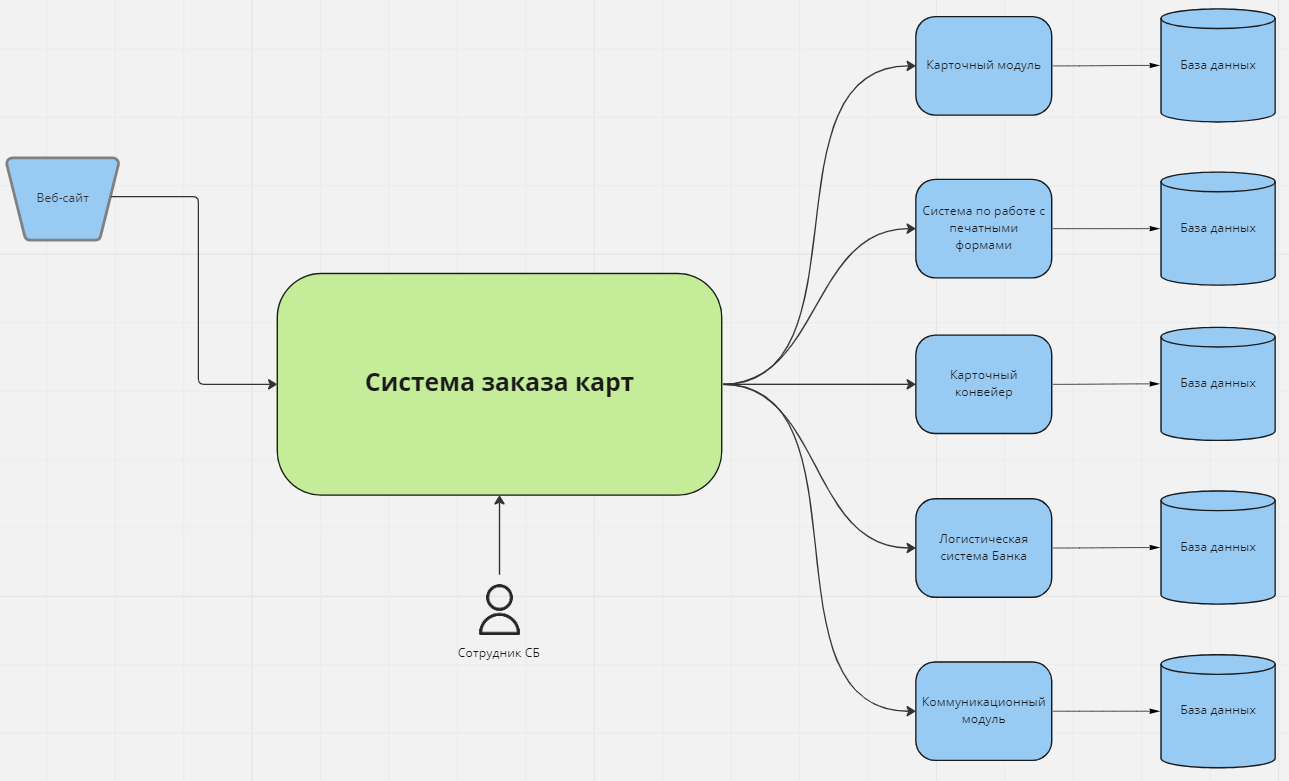 Веб-сайт
Система заказа карт
Сотрудник СБ
Карточный модуль
База данных
Система по работе с
печатными
формами
База данных
Карточный
конвейер
База данных
Логистическая
система Банка
База данных
Коммуникационный
модуль
База данных